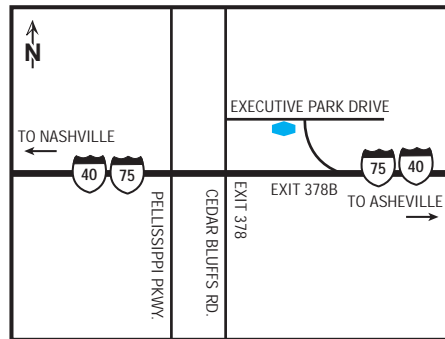 N
EXECUTIVE PARK DRIVE
TO NASHVILLE
40 75
75 40
EXIT 378B
TO ASHEVILLE
PELLISSIPPI PKWY.
CEDAR BLUFFS RD.
EXIT 378